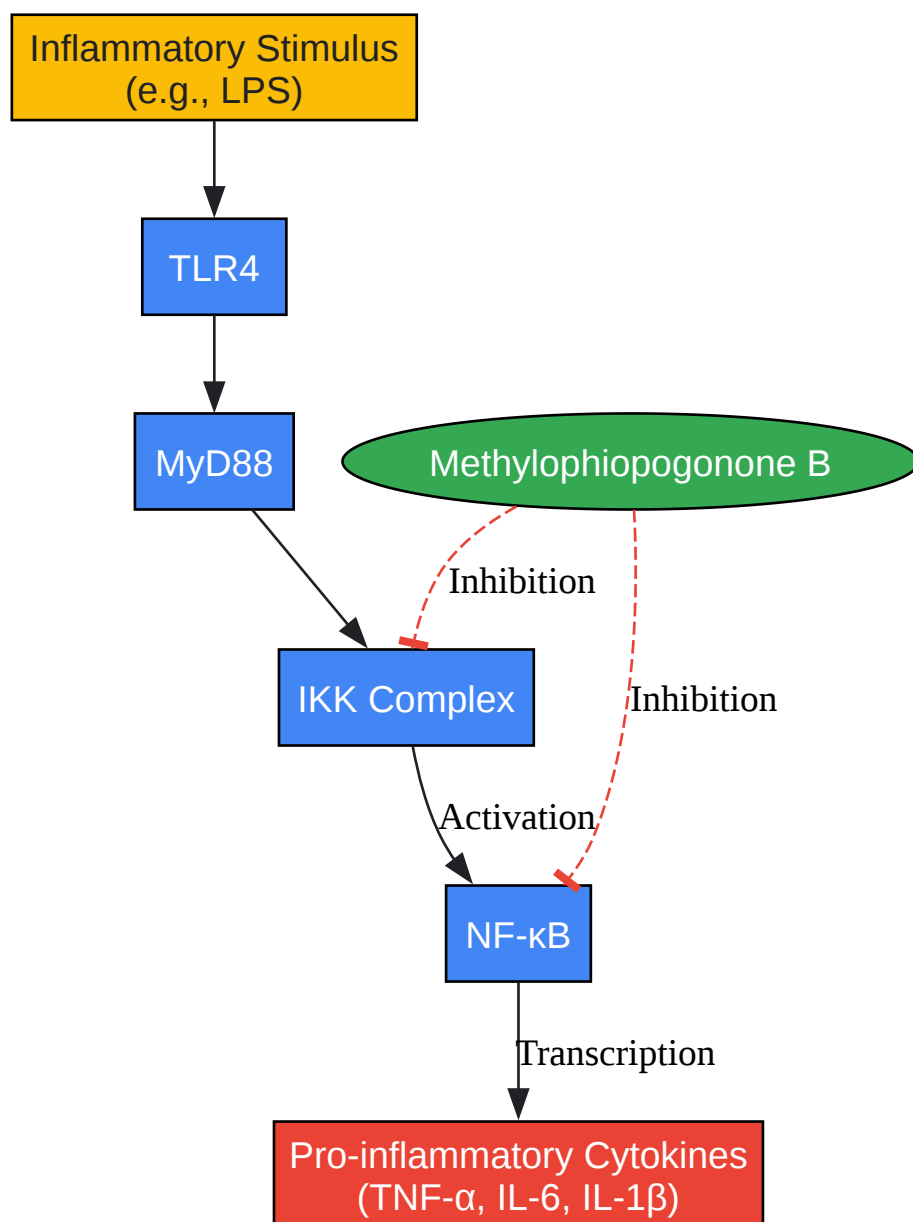 Inflammatory Stimulus
(e.g., LPS)
TLR4
MyD88
Methylophiopogonone B
Inhibition
IKK Complex
Inhibition
Activation
NF-κB
Transcription
Pro-inflammatory Cytokines
(TNF-α, IL-6, IL-1β)